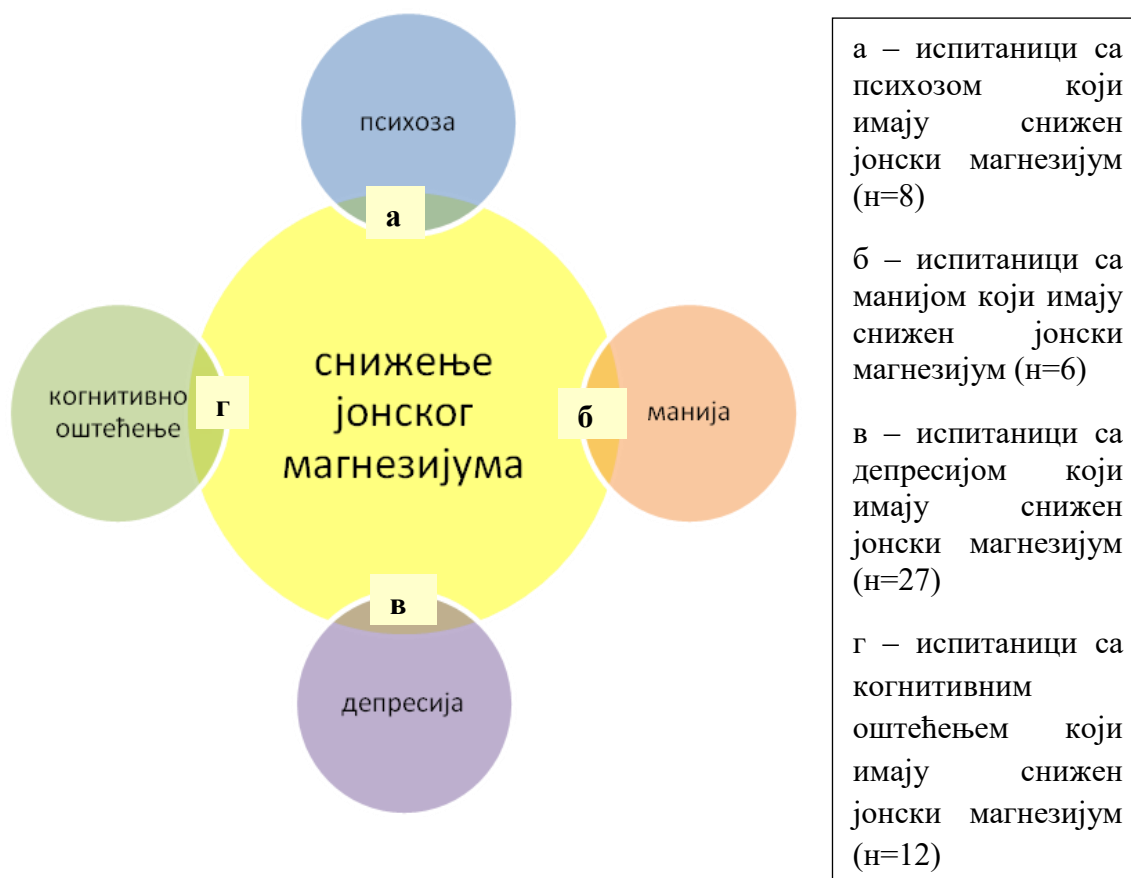 психоза
а
снижење
јонског
магнезијума
когнитивно
оштећење
г
б
манија
в
депресија
а – испитаници са
психозом који
имају снижен
јонски магнезијум
(н=8)
б – испитаници са
манијом који имају
снижен јонски
магнезијум (н=6)
в – испитаници са
депресијом који
имају снижен
јонски магнезијум
(н=27)
г – испитаници са
когнитивним
оштећењем који
имају снижен
јонски магнезијум
(н=12)